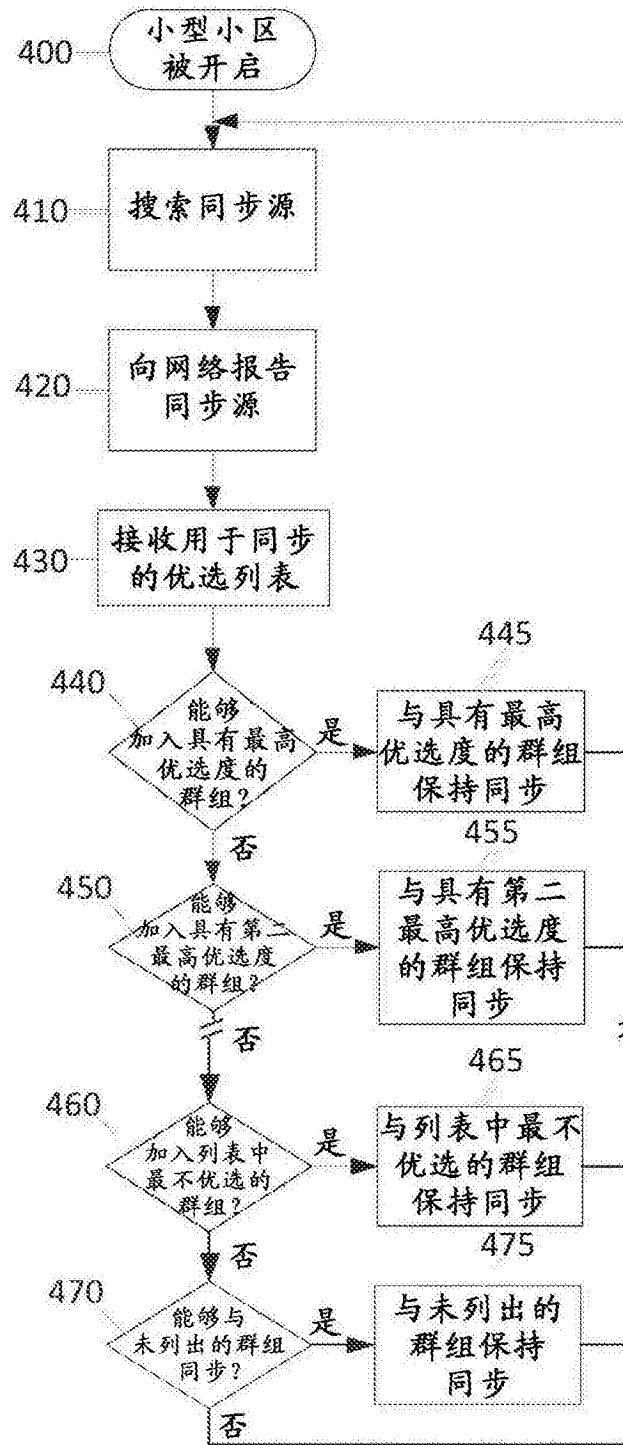 400
小型小区
被开启
410
搜索同步源
420
向网络报告
同步源
430
接收用于同步
的优选列表
440
能够
加入具有最高
优选度的
群组？
是
445
与具有最高
优选度的群组
保持同步
否
450
能够
加入具有第二
最高优选度
的群组？
是
455
与具有第二
最高优选度
的群组保持
同步
否
460
能够
加入列表中
最不优选的
群组？
是
465
与列表中最不
优选的群组
保持同步
否
470
能够与
未列出的群组
同步？
是
475
与未列出的
群组保持
同步
否